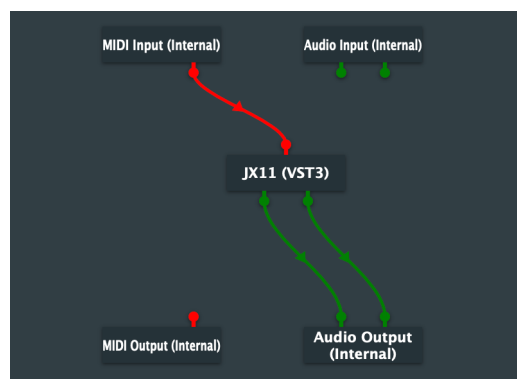 MIDI Input (Internal)
Audio Input (Internal)
JX11 (VST3)
MIDI Output (Internal)
Audio Output
(Internal)